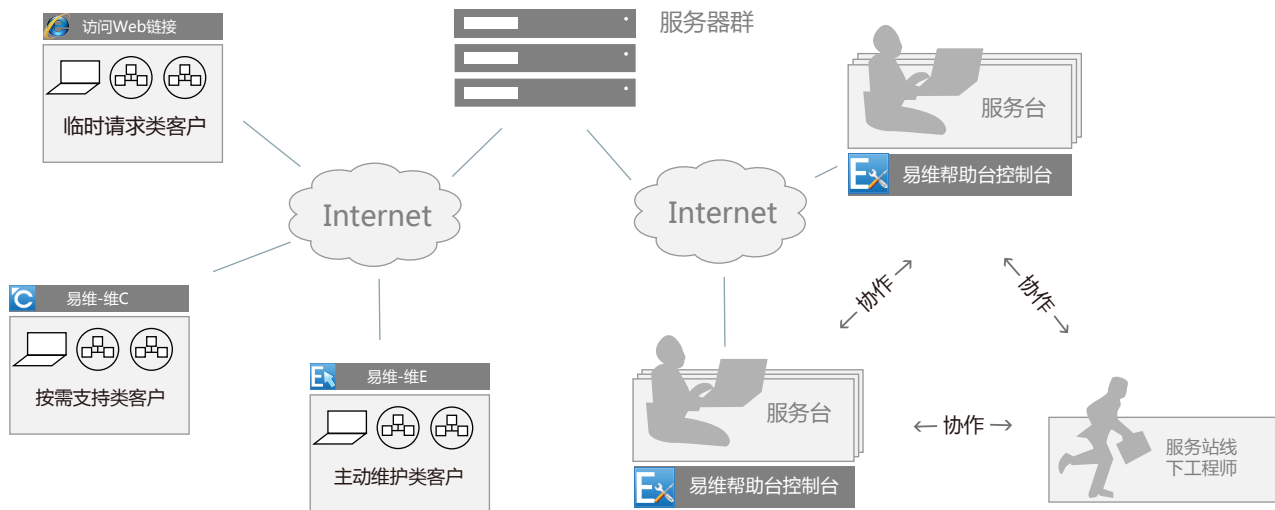 访问Web链接
临时请求类客户
服务器群
服务台
易维帮助台控制台
Internet
Internet
易维-维C
按需支持类客户
易维-维E
主动维护类客户
协作
协作
服务台
易维帮助台控制台
协作
服务站线
下工程师